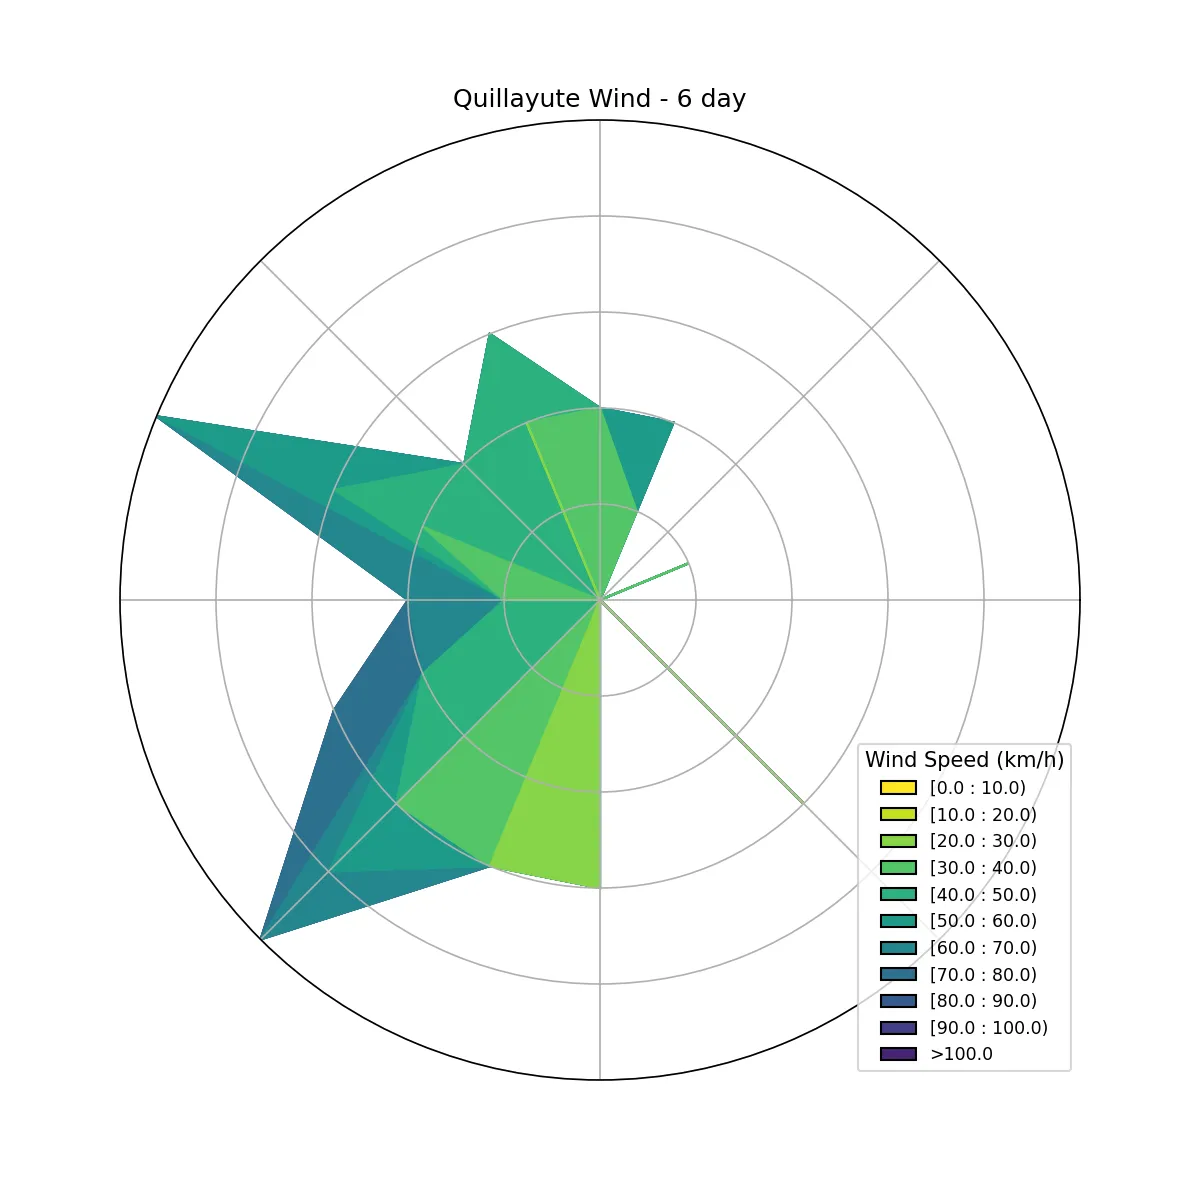 Quillayute Wind - 6 day
Wind Speed (km/h)
[0.0 : 10.0)
[10.0 : 20.0)
[20.0 : 30.0)
[30.0 : 40.0)
[40.0 : 50.0)
[50.0 : 60.0)
[60.0 : 70.0)
[70.0 : 80.0)
[80.0 : 90.0)
[90.0 : 100.0)
>100.0